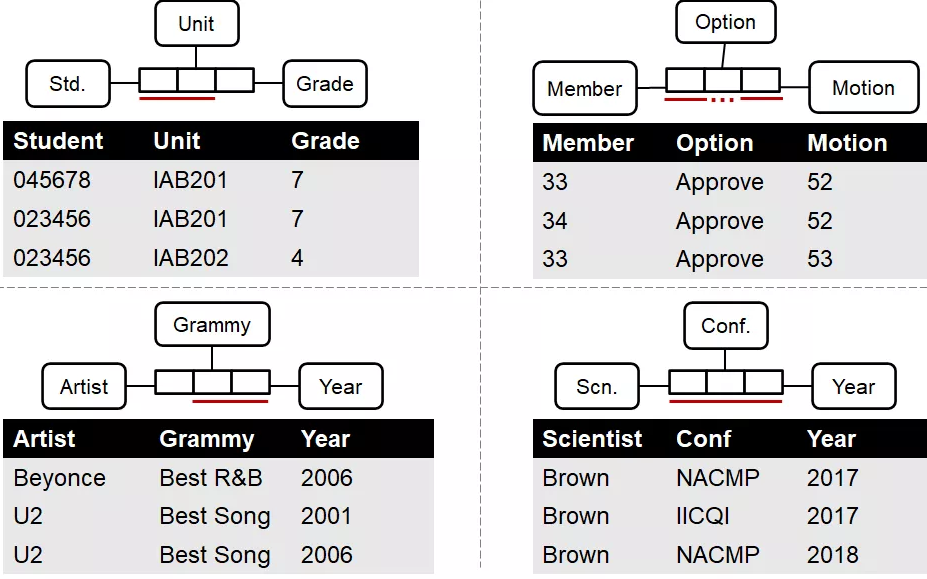 Unit
Std.
Grade
Student Unit Grade
045678 IAB201 7
023456 IAB201 7
023456 IAB202 4
Option
Member
Motion
Member Option Motion
33 Approve 52
34 Approve 52
33 Approve 53
Grammy
Artist
Year
Artist Grammy Year
Beyonce Best R&B 2006
U2 Best Song 2001
U2 Best Song 2006
Conf.
Scn.
Year
Scientist Conf Year
Brown NACMP 2017
Brown IICQI 2017
Brown NACMP 2018